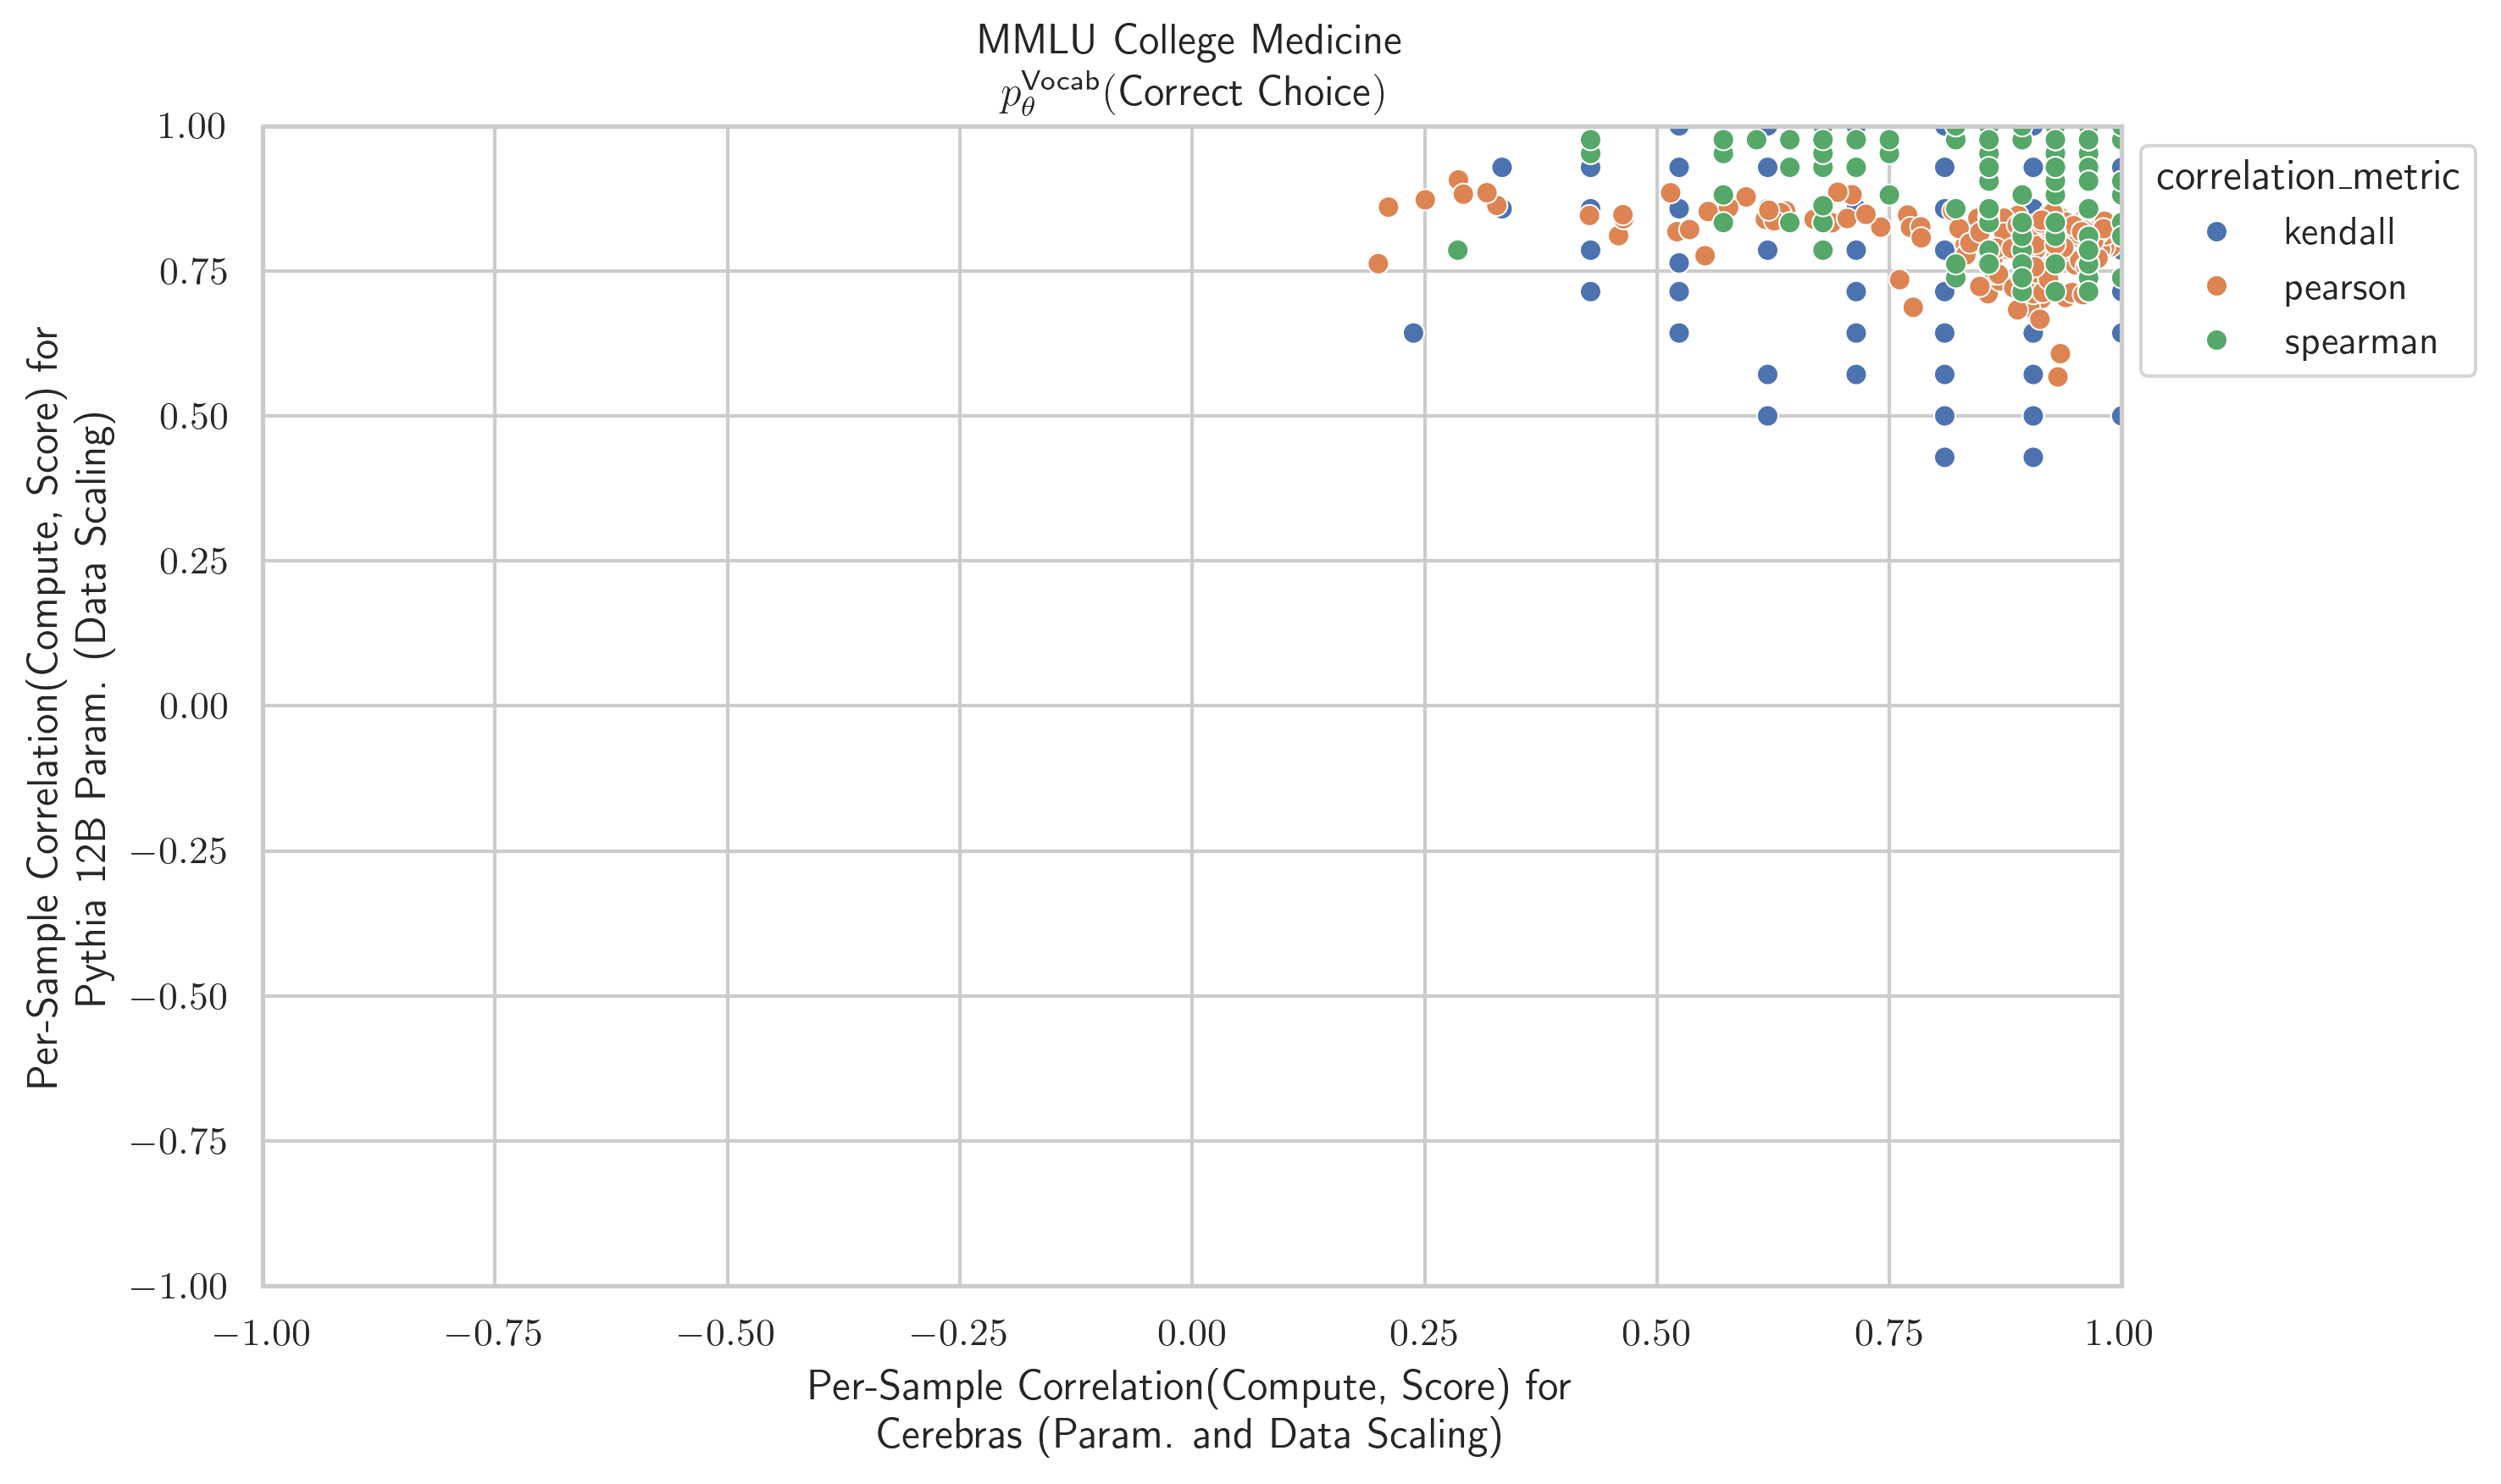 MMLU College Medicine
p_θ^Vocab(Correct Choice)
1.00
0.75
0.50
0.25
0.00
−0.25
−0.50
−0.75
−1.00
Per-Sample Correlation(Compute, Score) for
Pythia 12B Param. (Data Scaling)
correlation_metric
kendall
pearson
spearman
−1.00 −0.75 −0.50 −0.25 0.00 0.25 0.50 0.75 1.00
Per-Sample Correlation(Compute, Score) for
Cerebras (Param. and Data Scaling)